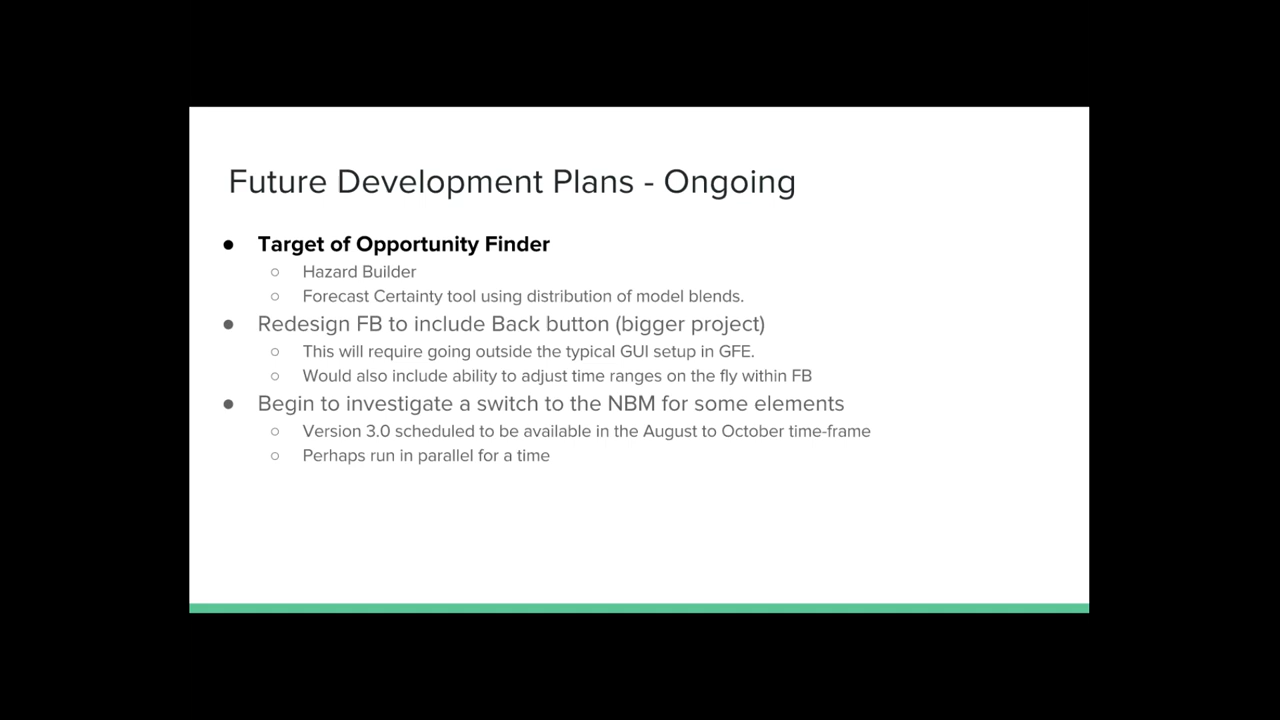 Future Development Plans - Ongoing
● Target of Opportunity Finder
○ Hazard Builder
○ Forecast Certainty tool using distribution of model blends.
● Redesign FB to include Back button (bigger project)
○ This will require going outside the typical GUI setup in GFE.
○ Would also include ability to adjust time ranges on the fly within FB
● Begin to investigate a switch to the NBM for some elements
○ Version 3.0 scheduled to be available in the August to October time-frame
○ Perhaps run in parallel for a time